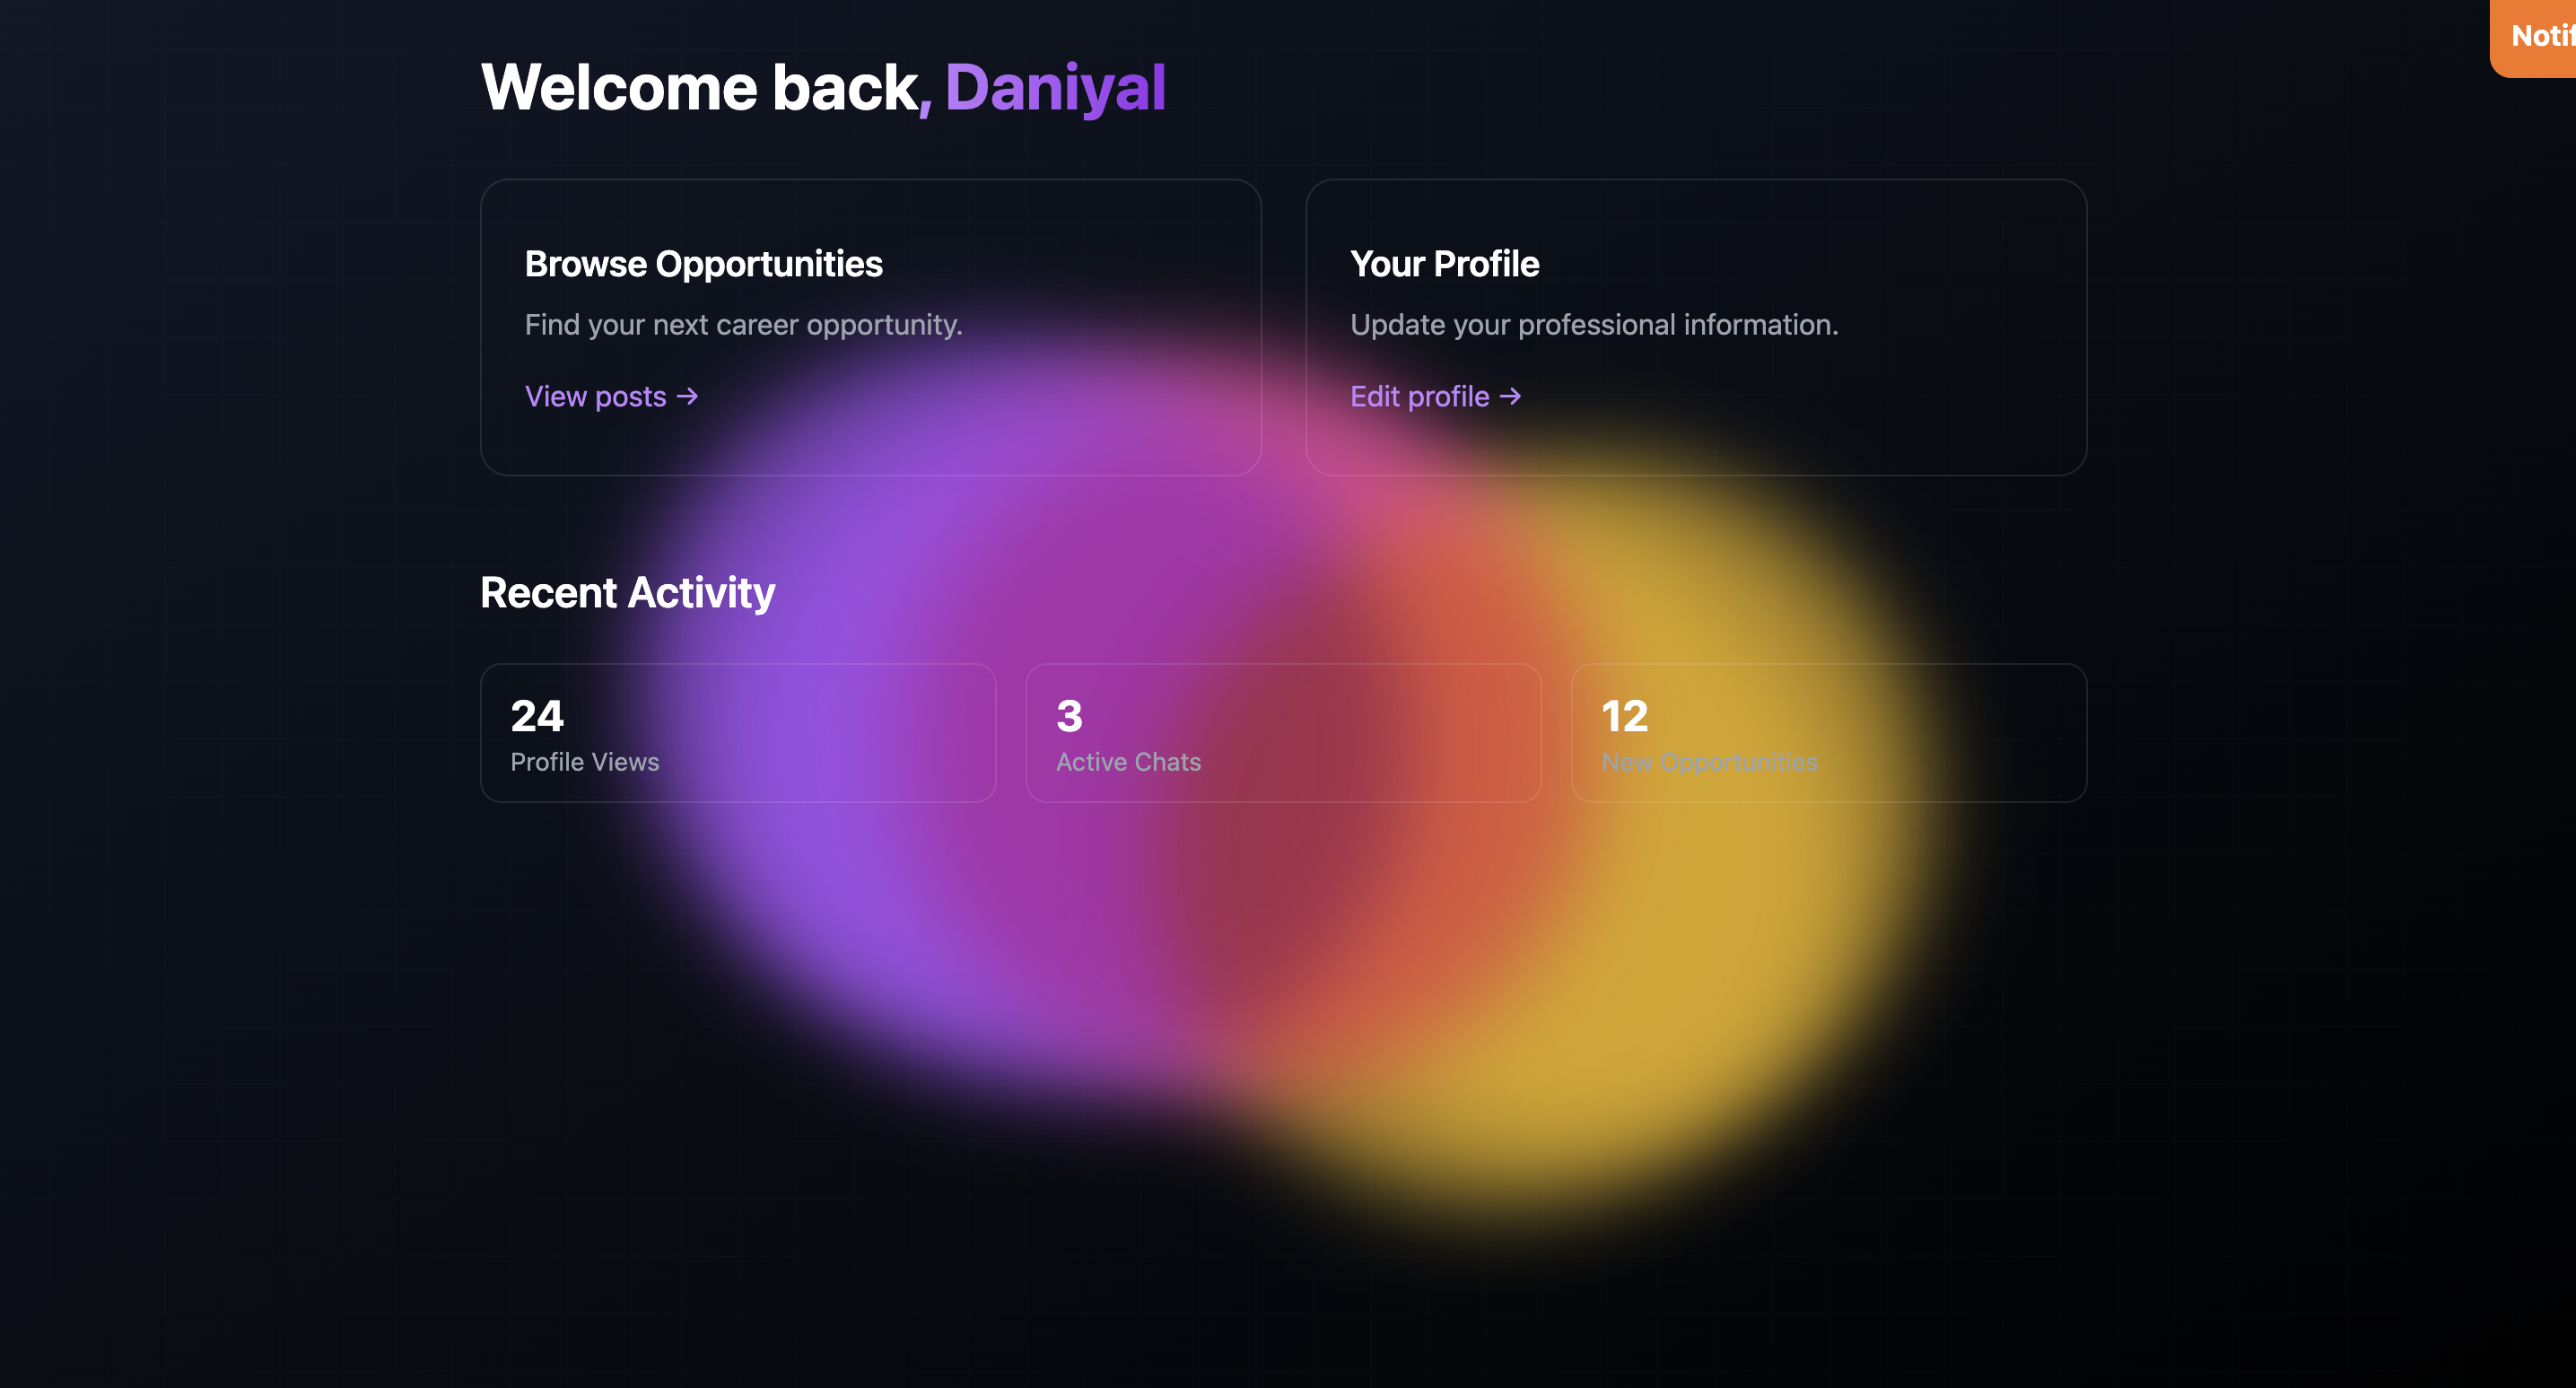 Notif
Welcome back, Daniyal
Browse Opportunities
Find your next career opportunity.
View posts →
Your Profile
Update your professional information.
Edit profile →
Recent Activity
24
Profile Views
3
Active Chats
12
New Opportunities